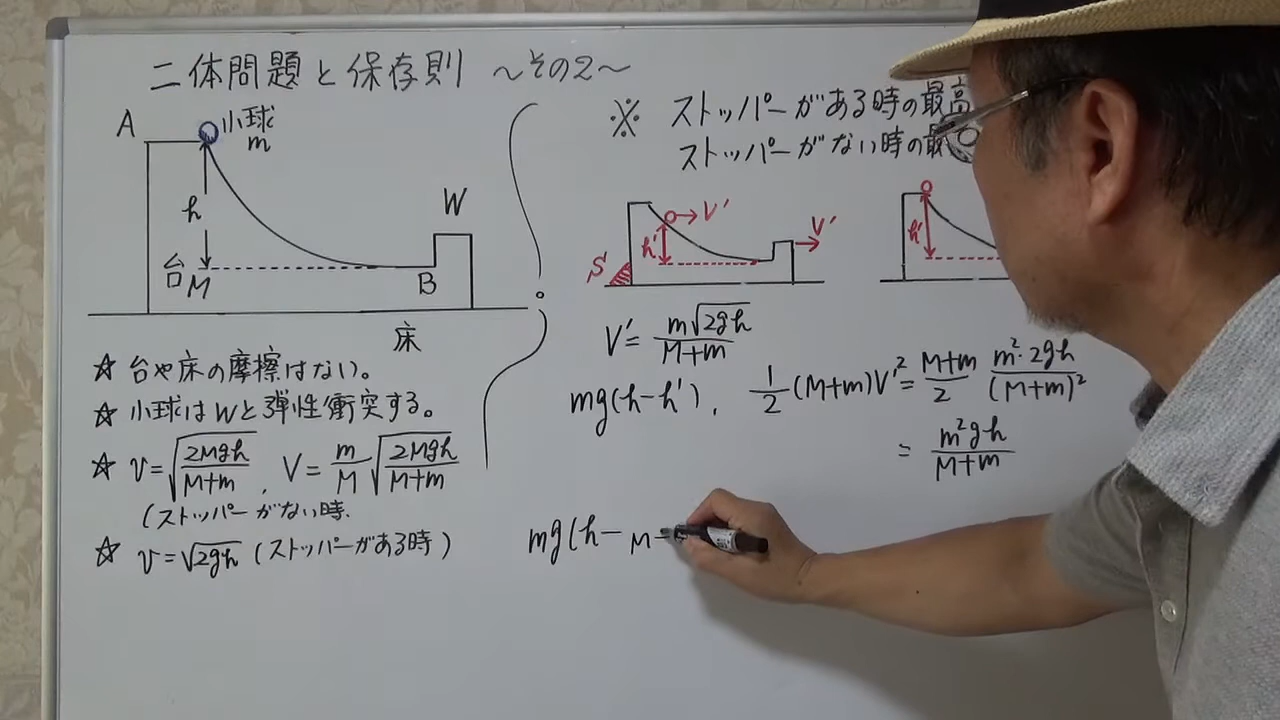 二体問題と保存則 〜その2〜
A
小球
m
h
W
台
M
B
床
☆ 台や床の摩擦はない。
☆ 小球はWと弾性衝突する。
☆ v=√(2Mgh/(M+m)), V=m/M √(2Mgh/(M+m))
(ストッパーがない時.
☆ v=√2gh (ストッパーがある時)
※ ストッパーがある時の最高
ストッパーがない時の最
V'
V'
h'
S
h'
V'=m√2gh/(M+m)
mg(h-h'), 1/2(M+m)V'²=(M+m)/2 m²·2gh/(M+m)²
= m²gh/(M+m)
mg(h- M